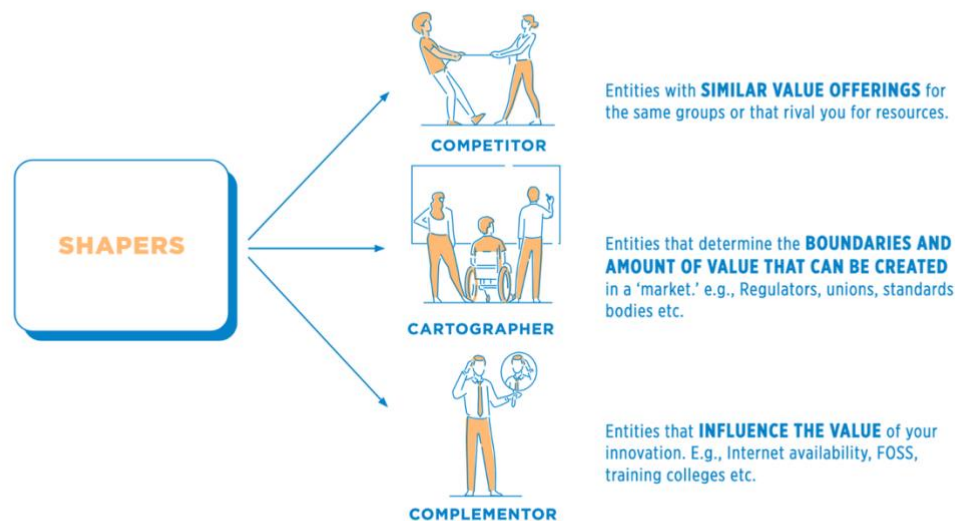 SHAPERS
COMPETITOR
Entities with SIMILAR VALUE OFFERINGS for
the same groups or that rival you for resources.
CARTOGRAPHER
Entities that determine the BOUNDARIES AND
AMOUNT OF VALUE THAT CAN BE CREATED
in a ‘market.’ e.g., Regulators, unions, standards
bodies etc.
COMPLEMENTOR
Entities that INFLUENCE THE VALUE of your
innovation. E.g., Internet availability, FOSS,
training colleges etc.